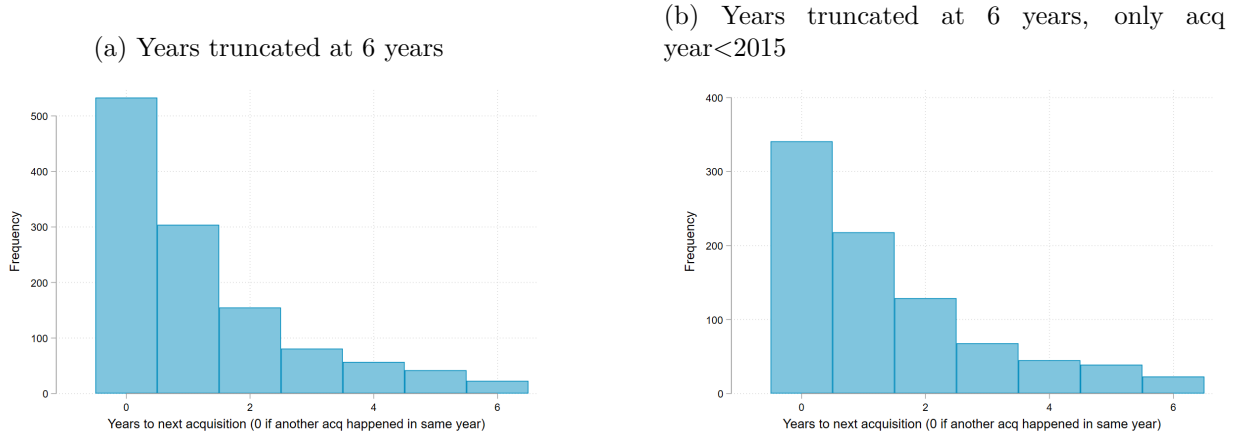 (a) Years truncated at 6 years
500
400
300
200
100
0
Frequency
0 2 4 6
Years to next acquisition (0 if another acq happened in same year)
(b) Years truncated at 6 years, only acq
year<2015
400
300
200
100
0
Frequency
0 2 4 6
Years to next acquisition (0 if another acq happened in same year)